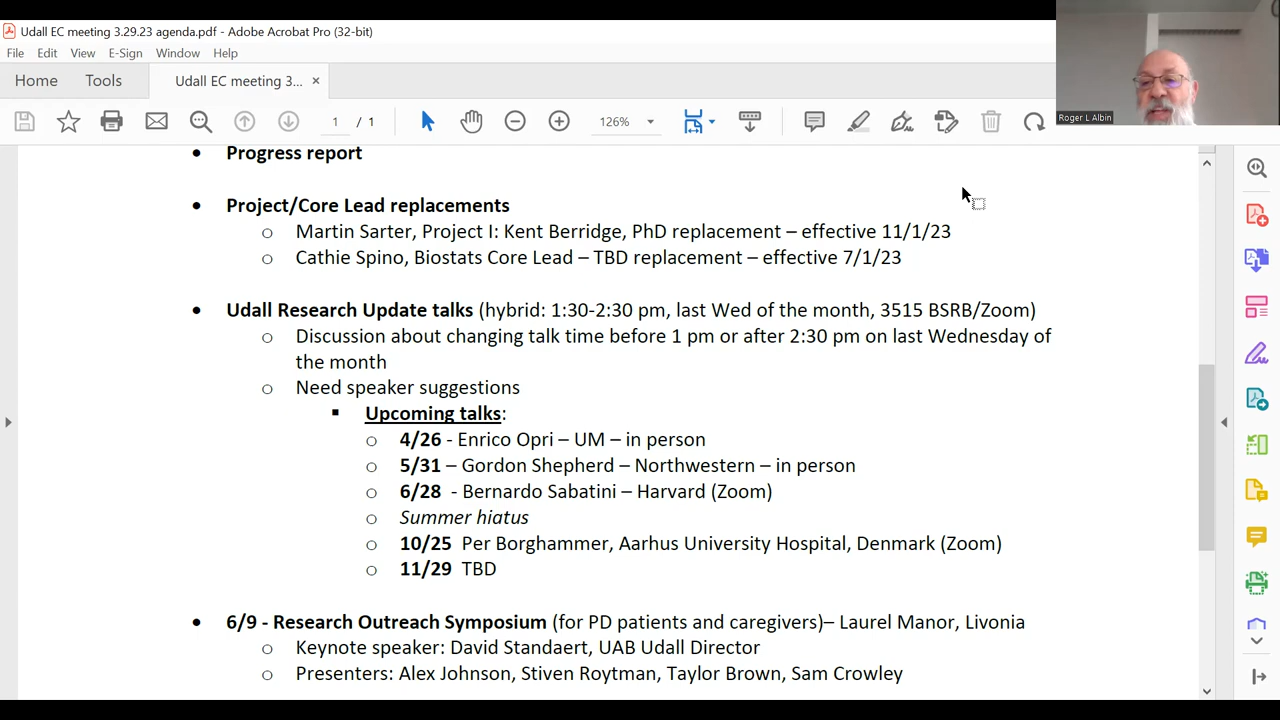 Udall EC meeting 3.29.23 agenda.pdf - Adobe Acrobat Pro (32-bit)
File Edit View E-Sign Window Help
Home Tools Udall EC meeting 3... ×
1 / 1 126%
Roger L Albin
• Progress report
• Project/Core Lead replacements
o Martin Sarter, Project I: Kent Berridge, PhD replacement – effective 11/1/23
o Cathie Spino, Biostats Core Lead – TBD replacement – effective 7/1/23
• Udall Research Update talks (hybrid: 1:30-2:30 pm, last Wed of the month, 3515 BSRB/Zoom)
o Discussion about changing talk time before 1 pm or after 2:30 pm on last Wednesday of
the month
o Need speaker suggestions
▪ Upcoming talks:
o 4/26 - Enrico Opri – UM – in person
o 5/31 – Gordon Shepherd – Northwestern – in person
o 6/28 - Bernardo Sabatini – Harvard (Zoom)
o Summer hiatus
o 10/25 Per Borghammer, Aarhus University Hospital, Denmark (Zoom)
o 11/29 TBD
• 6/9 - Research Outreach Symposium (for PD patients and caregivers)– Laurel Manor, Livonia
o Keynote speaker: David Standaert, UAB Udall Director
o Presenters: Alex Johnson, Stiven Roytman, Taylor Brown, Sam Crowley